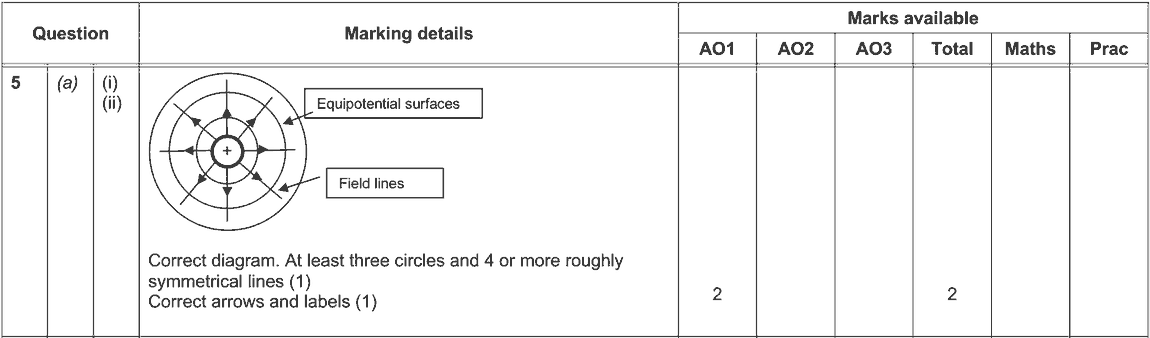 Question Marking details Marks available
AO1 AO2 AO3 Total Maths Prac
5 (a) (i)
(ii)
Equipotential surfaces
+
Field lines
Correct diagram. At least three circles and 4 or more roughly
symmetrical lines (1)
Correct arrows and labels (1) 2 2